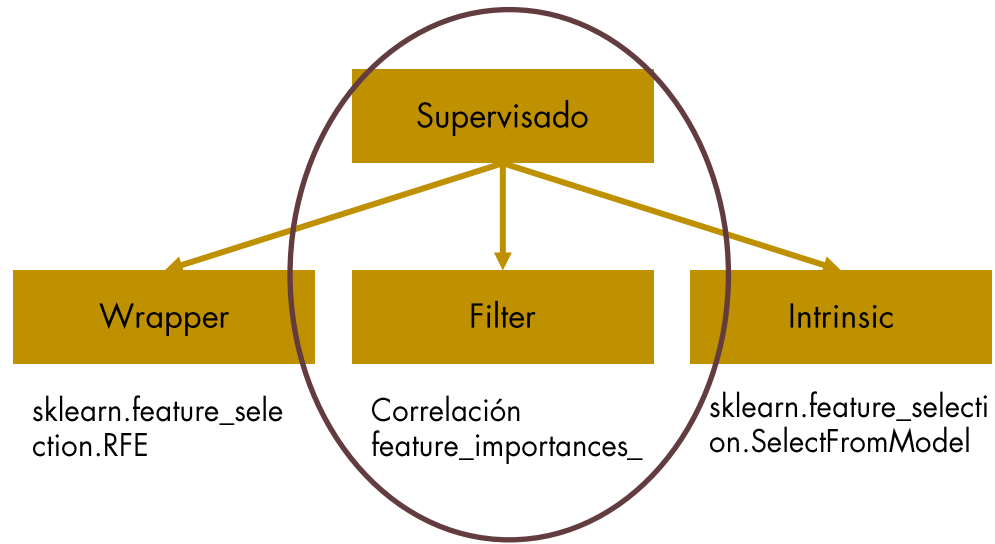 Supervisado
Wrapper
Filter
Intrinsic
sklearn.feature_sele
ction.RFE
Correlación
feature_importances_
sklearn.feature_selecti
on.SelectFromModel